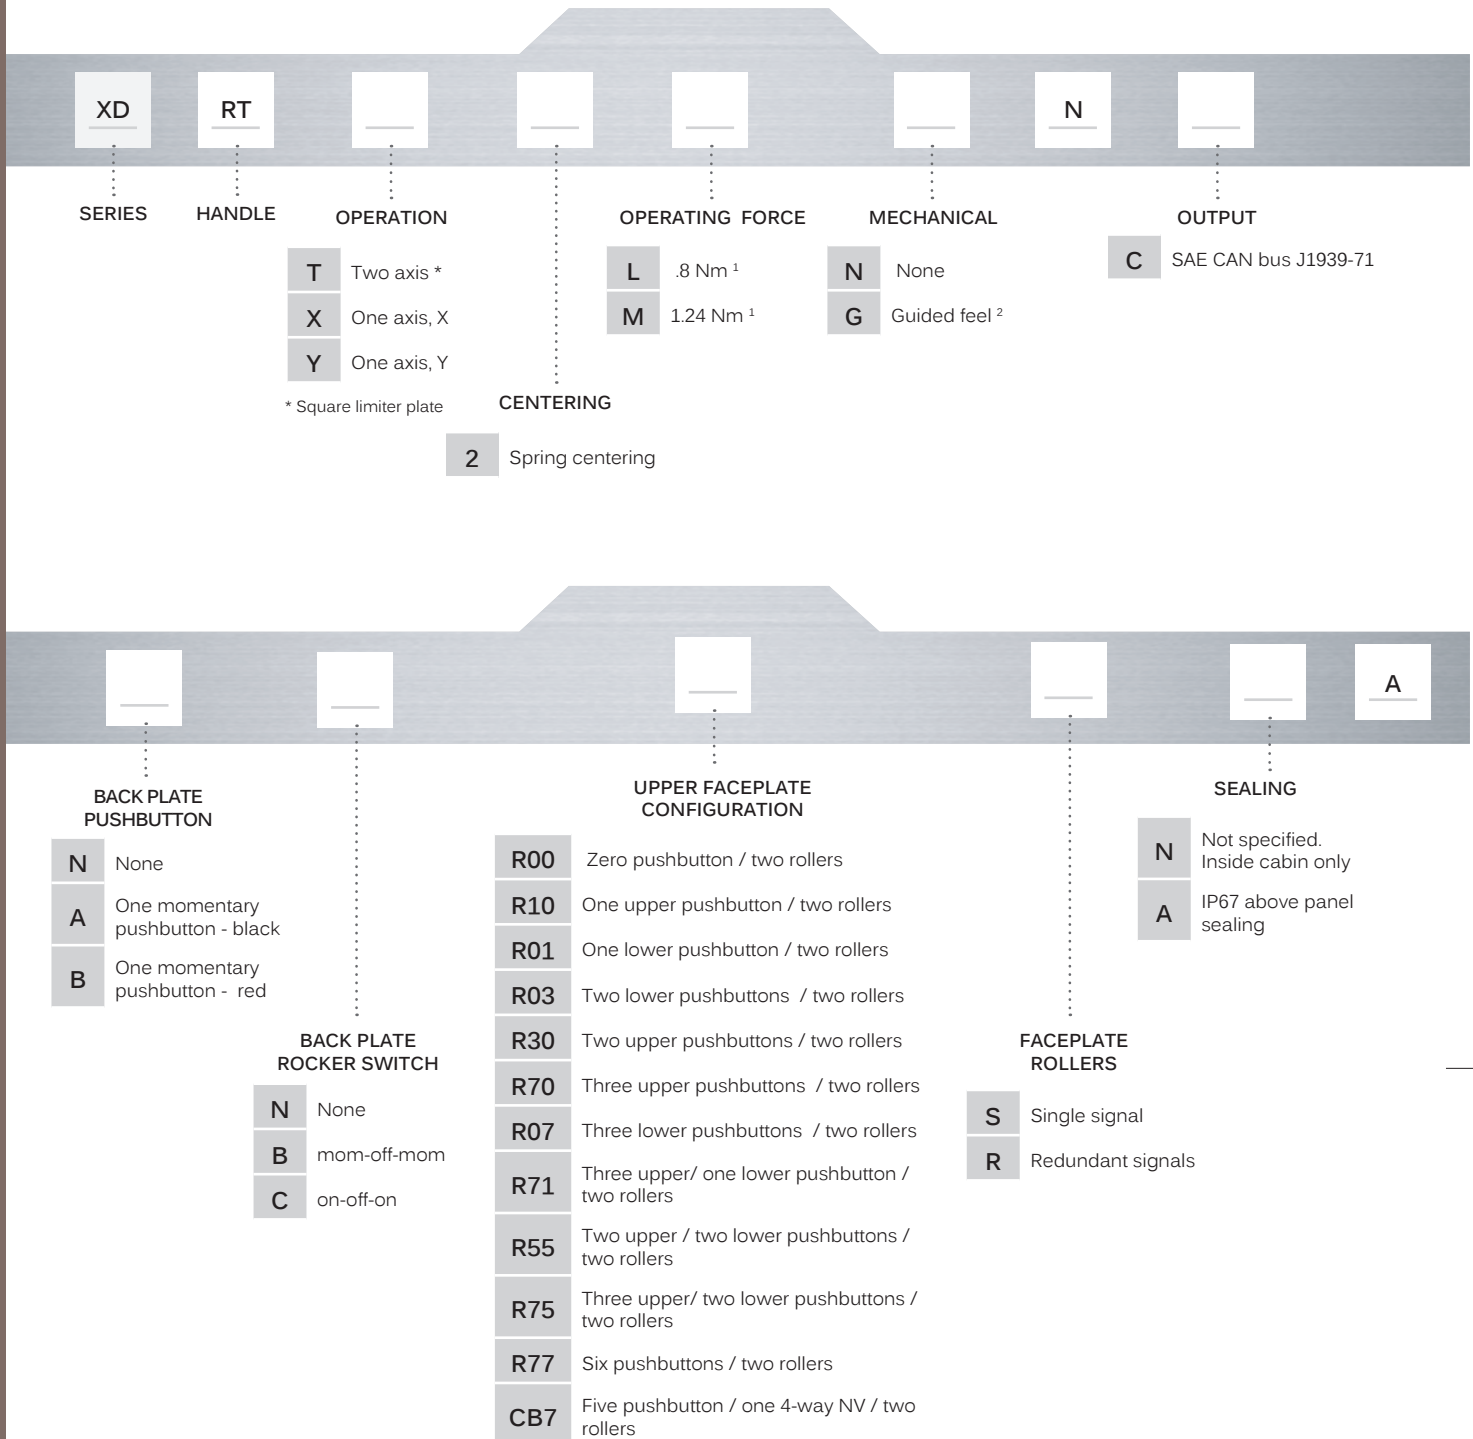 XD
RT
N
SERIES
HANDLE
OPERATION
T Two axis *
X One axis, X
Y One axis, Y
* Square limiter plate
CENTERING
2 Spring centering
OPERATING FORCE
L .8 Nm ¹
M 1.24 Nm ¹
MECHANICAL
N None
G Guided feel ²
OUTPUT
C SAE CAN bus J1939-71
A
BACK PLATE
PUSHBUTTON
N None
A One momentary
pushbutton - black
B One momentary
pushbutton - red
BACK PLATE
ROCKER SWITCH
N None
B mom-off-mom
C on-off-on
UPPER FACEPLATE
CONFIGURATION
R00 Zero pushbutton / two rollers
R10 One upper pushbutton / two rollers
R01 One lower pushbutton / two rollers
R03 Two lower pushbuttons / two rollers
R30 Two upper pushbuttons / two rollers
R70 Three upper pushbuttons / two rollers
R07 Three lower pushbuttons / two rollers
R71 Three upper/ one lower pushbutton /
two rollers
R55 Two upper / two lower pushbuttons /
two rollers
R75 Three upper/ two lower pushbuttons /
two rollers
R77 Six pushbuttons / two rollers
CB7 Five pushbutton / one 4-way NV / two
rollers
FACEPLATE
ROLLERS
S Single signal
R Redundant signals
SEALING
N Not specified.
Inside cabin only
A IP67 above panel
sealing